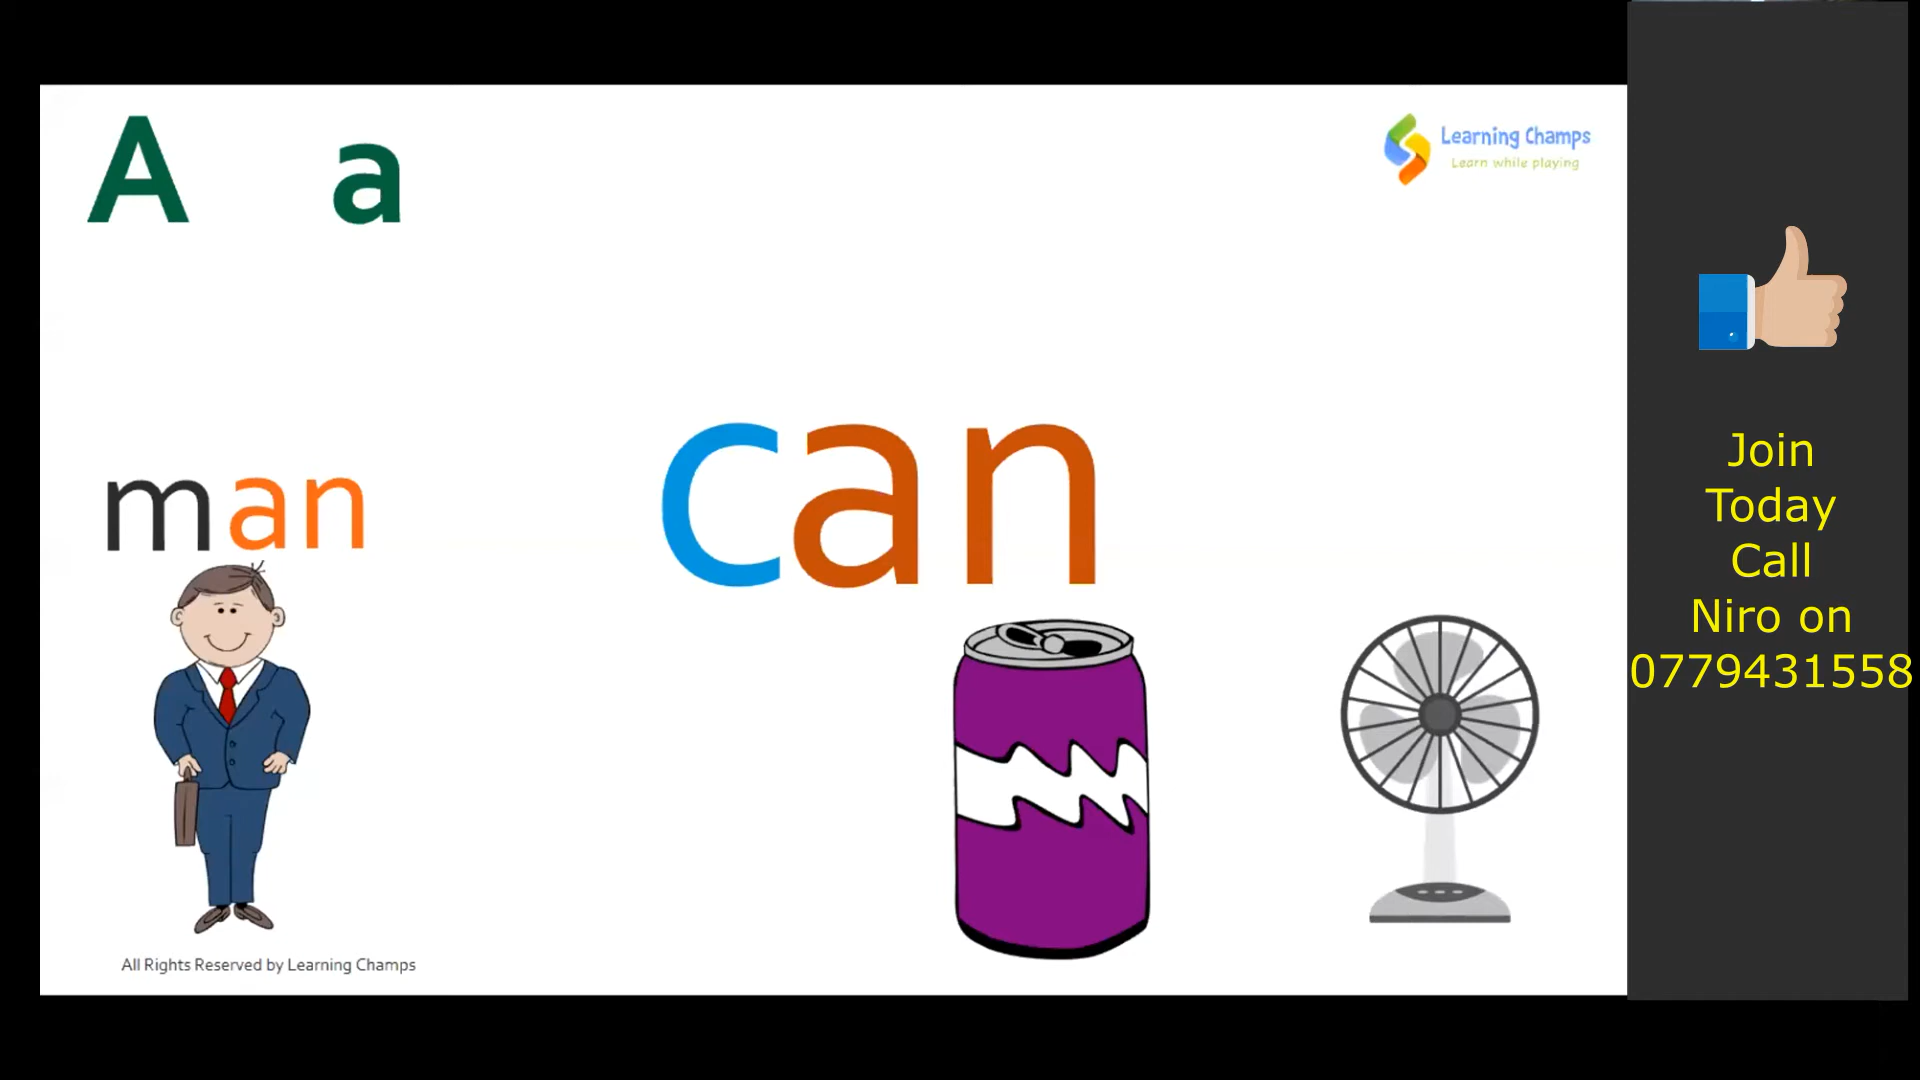 A a
Learning Champs
Learn while playing
man
can
All Rights Reserved by Learning Champs
Join
Today
Call
Niro on
0779431558